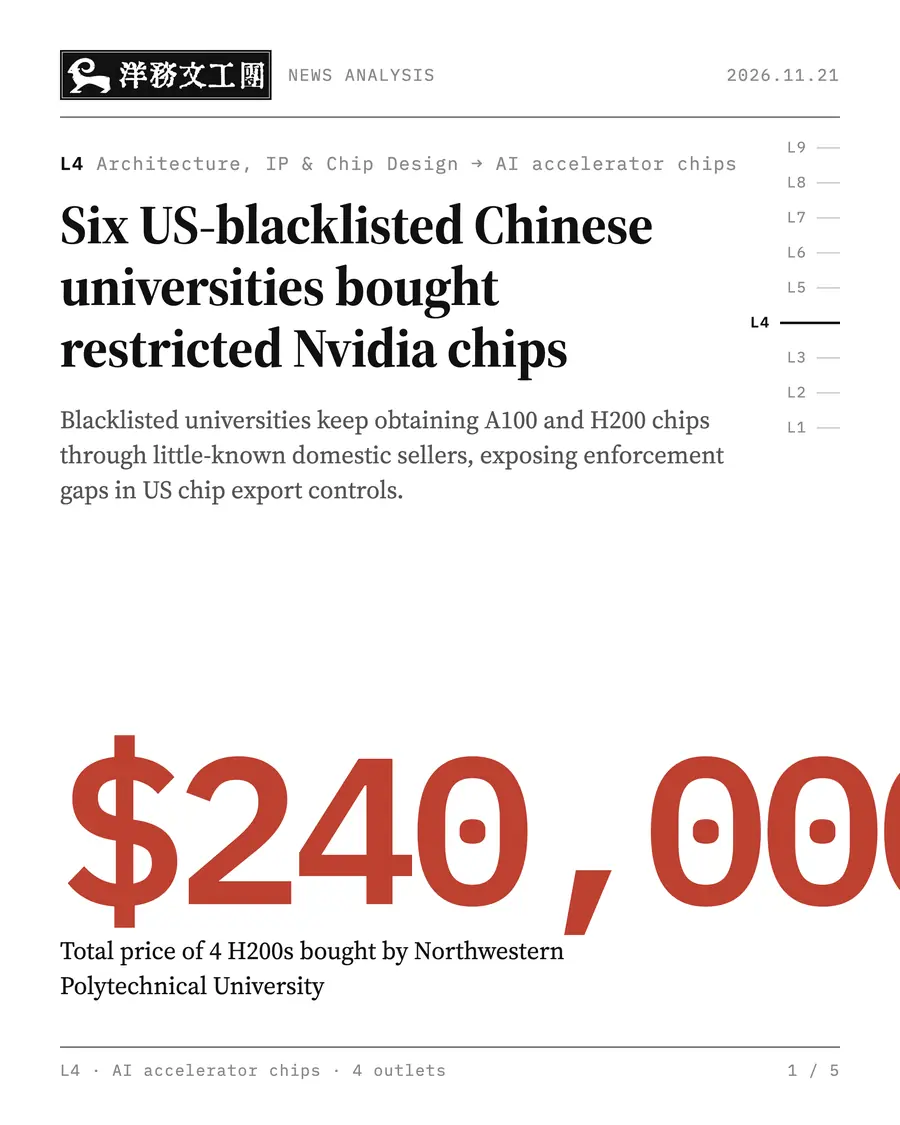 洋務文工團
NEWS ANALYSIS
2026.11.21
L4 Architecture, IP & Chip Design → AI accelerator chips
Six US-blacklisted Chinese
universities bought
restricted Nvidia chips
Blacklisted universities keep obtaining A100 and H200 chips
through little-known domestic sellers, exposing enforcement
gaps in US chip export controls.
L9
L8
L7
L6
L5
L4
L3
L2
L1
$240,000
Total price of 4 H200s bought by Northwestern
Polytechnical University
L4 · AI accelerator chips · 4 outlets
1 / 5